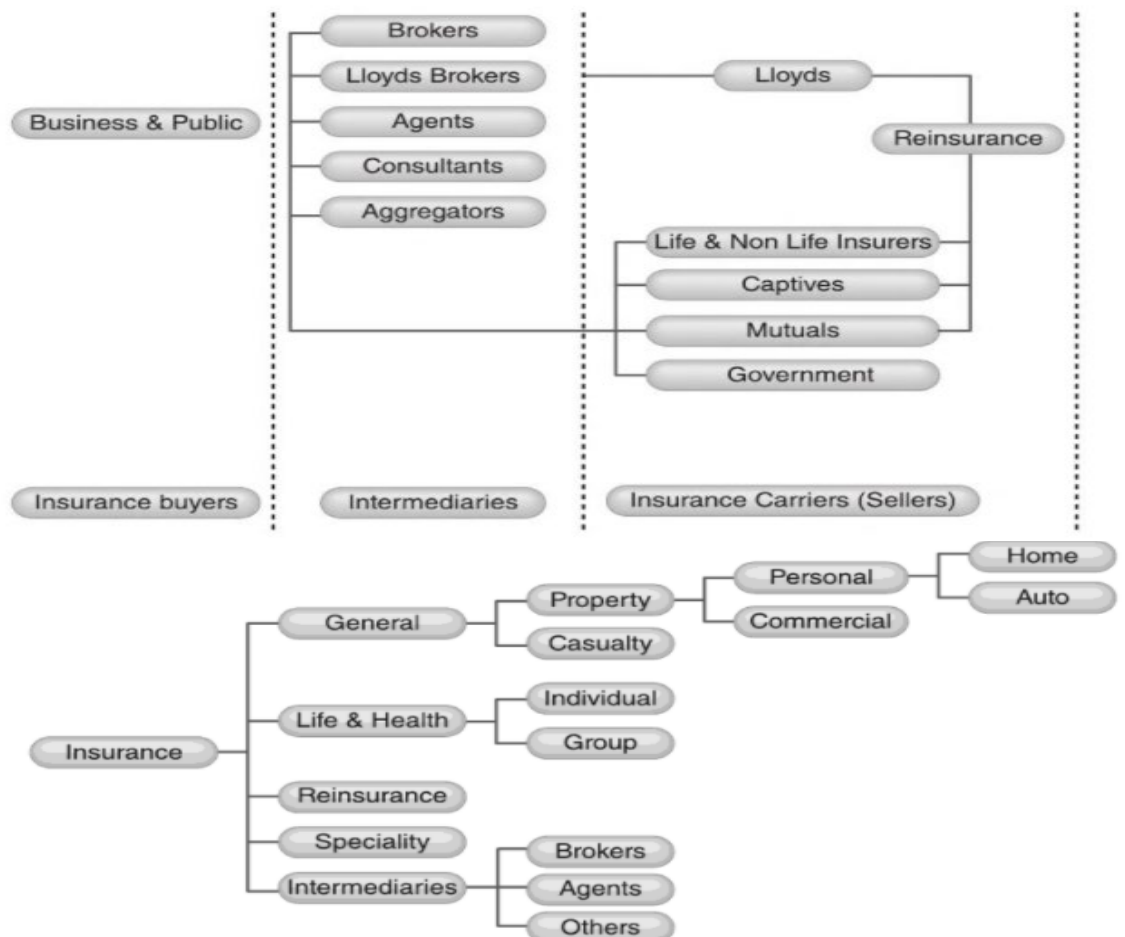 Brokers
Lloyds Brokers
Lloyds
Business & Public
Agents
Reinsurance
Consultants
Aggregators
Life & Non Life Insurers
Captives
Mutuals
Government
Insurance buyers
Intermediaries
Insurance Carriers (Sellers)
Home
Personal
Auto
Property
General
Commercial
Casualty
Individual
Life & Health
Group
Insurance
Reinsurance
Speciality
Brokers
Intermediaries
Agents
Others